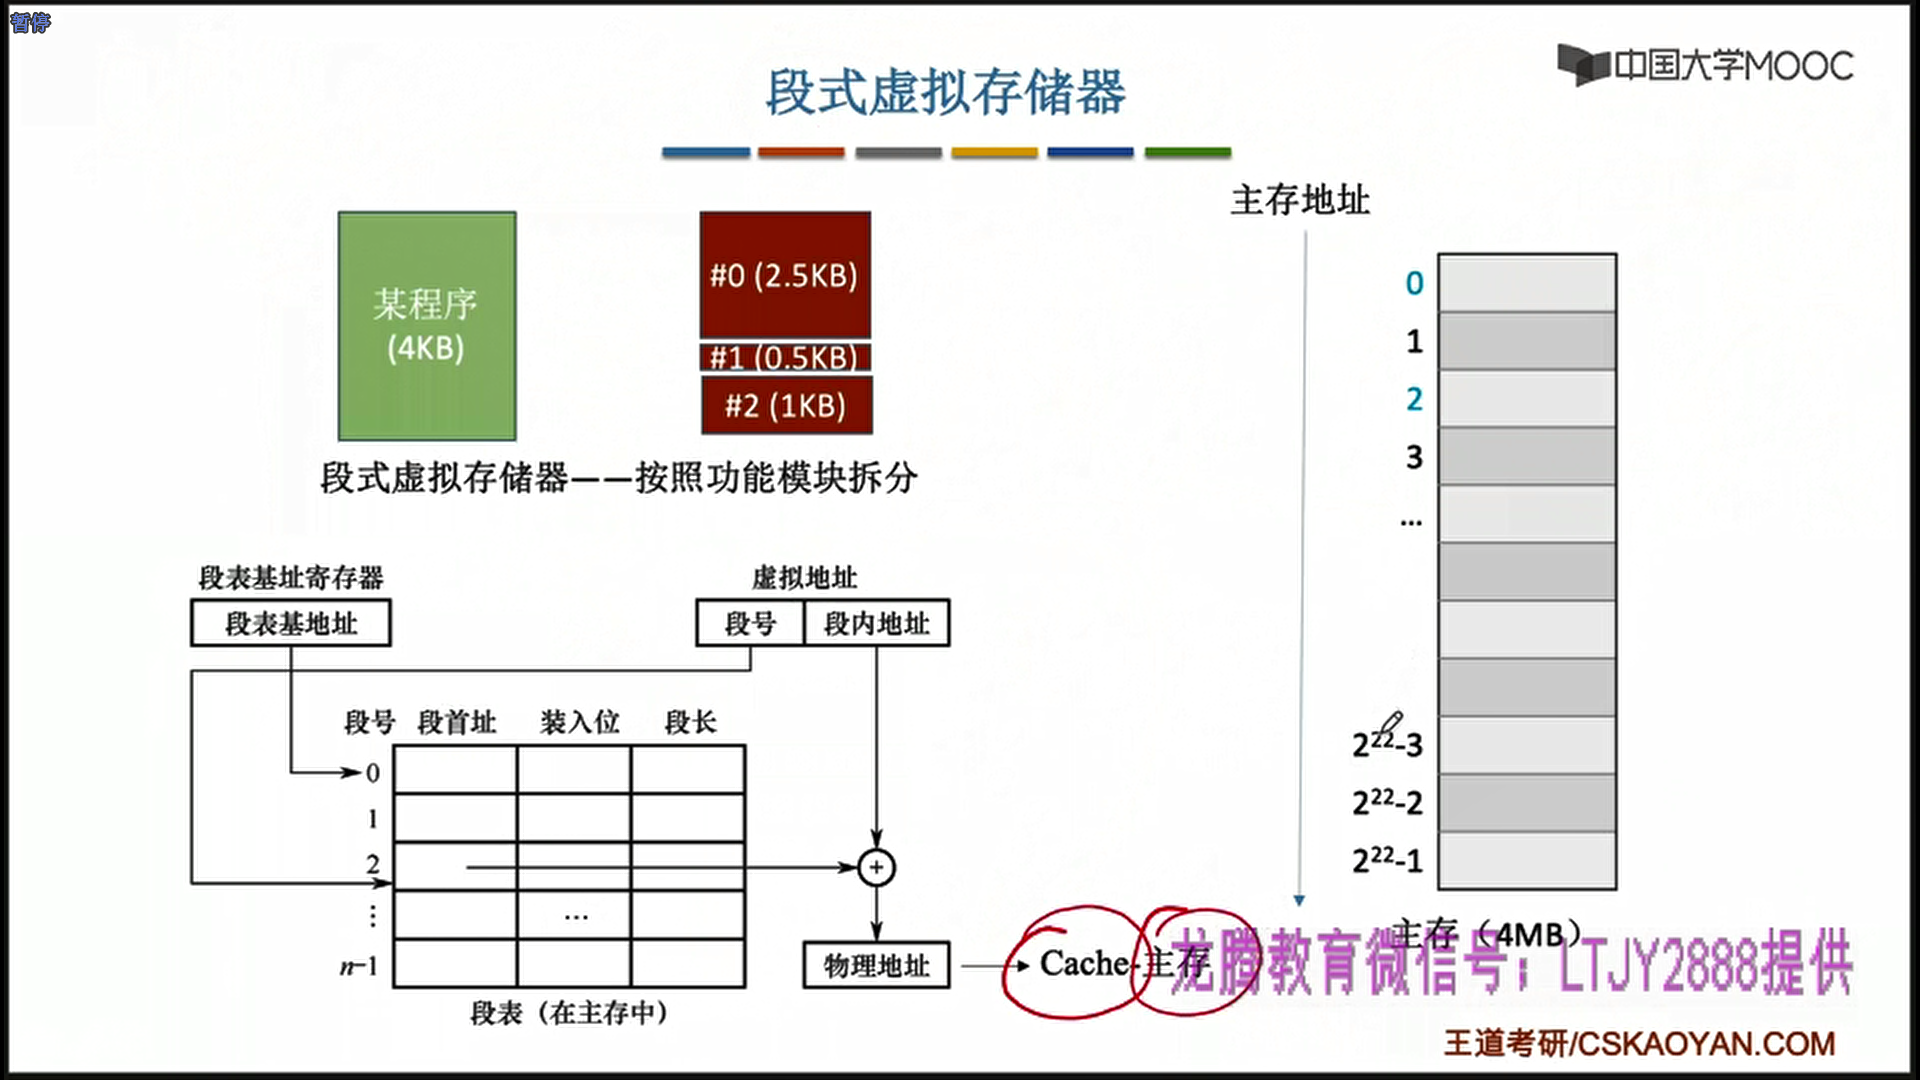 暂停
中国大学MOOC
段式虚拟存储器
主存地址
某程序
(4KB)
#0 (2.5KB)
#1 (0.5KB)
#2 (1KB)
段式虚拟存储器——按照功能模块拆分
0
1
2
3
...
2²²-3
2²²-2
2²²-1
主存（4MB）
段表基址寄存器
段表基地址
虚拟地址
段号 段内地址
段号 段首址 装入位 段长
0
1
2
⋮ ...
n-1
段表（在主存中）
+
物理地址
Cache-主存
龙腾教育微信号：LTJY2888提供
王道考研/CSKAOYAN.COM